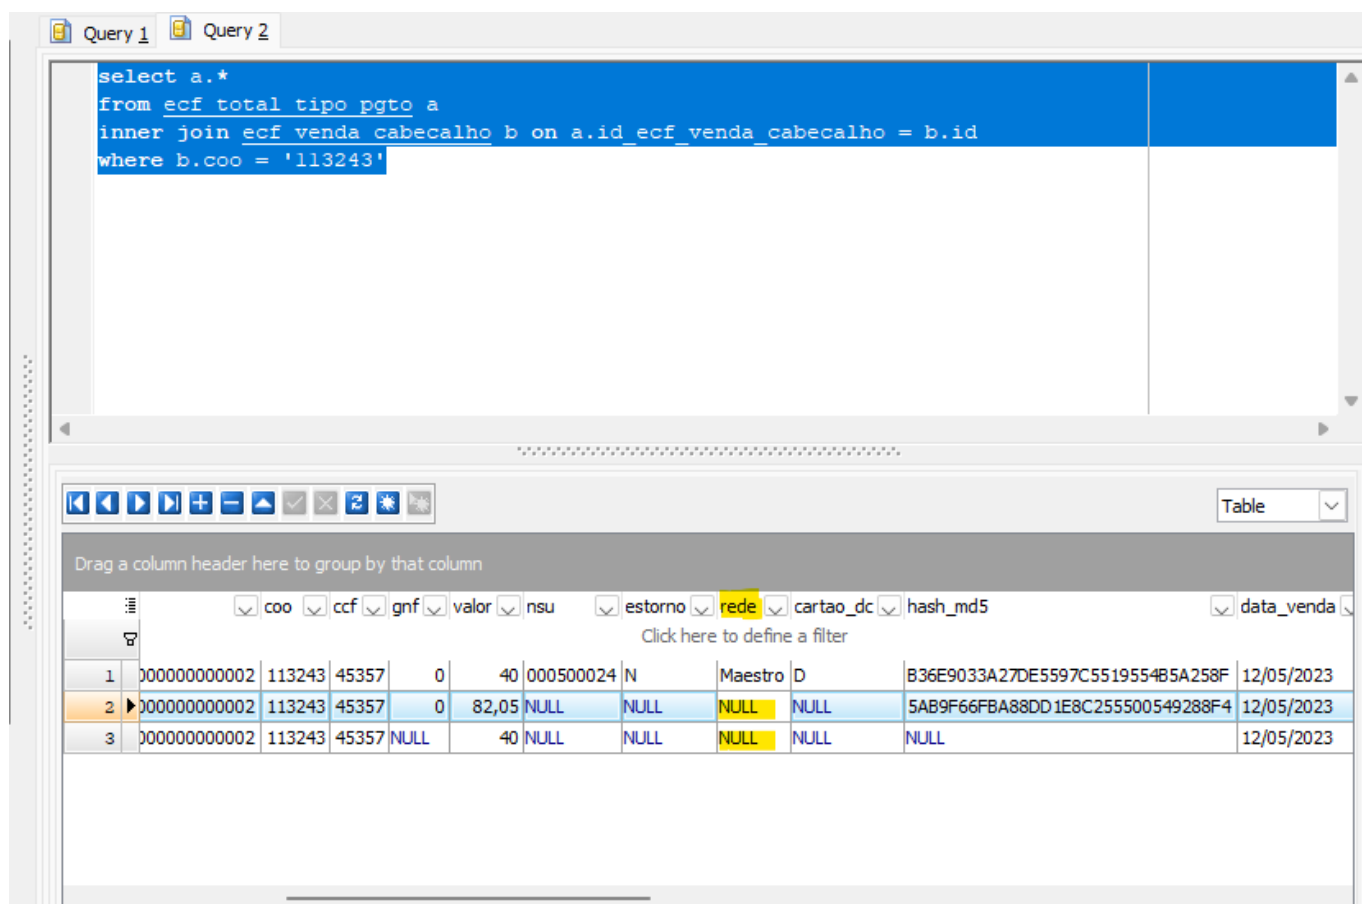 Query 1 Query 2
select a.*
from ecf_total_tipo_pgto a
inner join ecf_venda_cabecalho b on a.id_ecf_venda_cabecalho = b.id
where b.coo = '113243'
Table
Drag a column header here to group by that column
coo ccf gnf valor nsu estorno rede cartao_dc hash_md5 data_venda
Click here to define a filter
1 000000000002 113243 45357 0 40 000500024 N Maestro D B36E9033A27DE5597C5519554B5A258F 12/05/2023
2 000000000002 113243 45357 0 82,05 NULL NULL NULL NULL 5AB9F66FBA88DD1E8C255500549288F4 12/05/2023
3 000000000002 113243 45357 NULL 40 NULL NULL NULL NULL NULL 12/05/2023